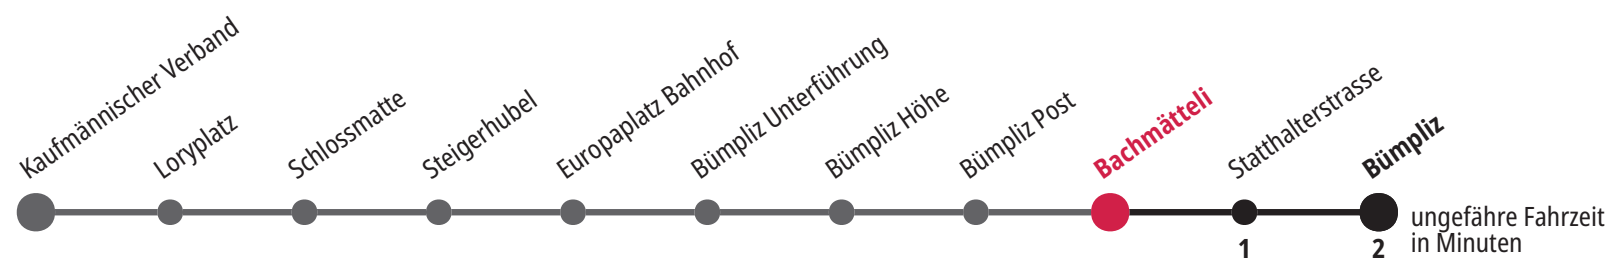 Kaufmännischer Verband
Loryplatz
Schlossmatte
Steigerhubel
Europaplatz Bahnhof
Bümpliz Unterführung
Bümpliz Höhe
Bümpliz Post
Bachmätteli
Statthalterstrasse
Bümpliz
1
2
ungefähre Fahrzeit
in Minuten